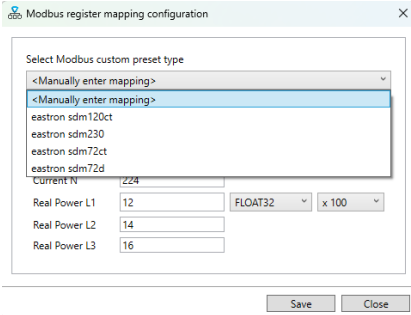 Modbus register mapping configuration
Select Modbus custom preset type
<Manually enter mapping>
<Manually enter mapping>
eastron sdm120ct
eastron sdm230
eastron sdm72ct
eastron sdm72d
Current N 224
Real Power L1 12 FLOAT32 x 100
Real Power L2 14
Real Power L3 16
Save Close